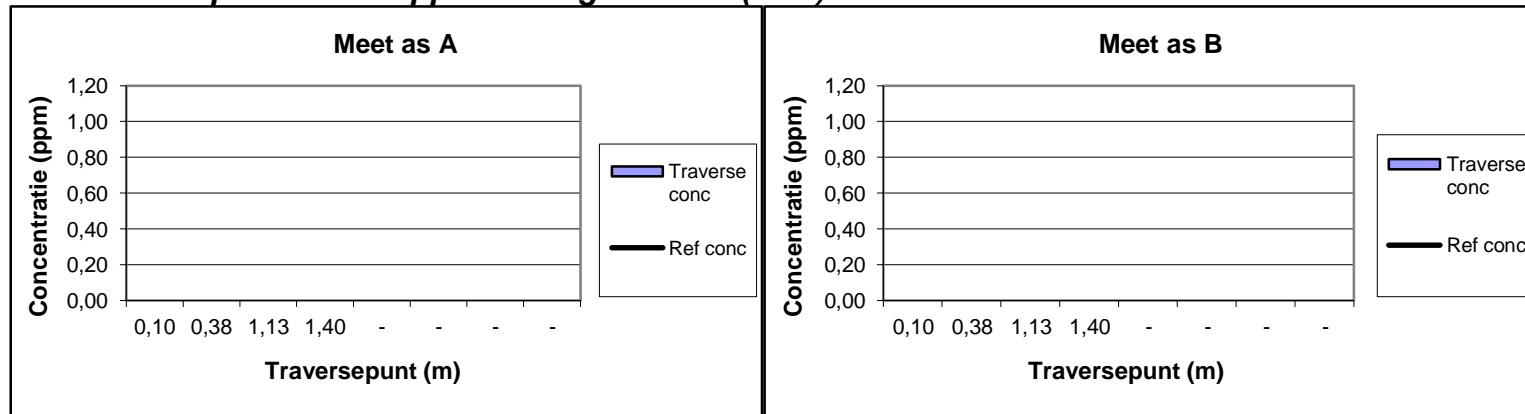 Meet as A
Concentratie (ppm)
1,20
1,00
0,80
0,60
0,40
0,20
0,00
0,10 0,38 1,13 1,40 - - - -
Traversepunt (m)
Traverse
conc
Ref conc
Meet as B
Concentratie (ppm)
1,20
1,00
0,80
0,60
0,40
0,20
0,00
0,10 0,38 1,13 1,40 - - - -
Traversepunt (m)
Traverse
conc
Ref conc